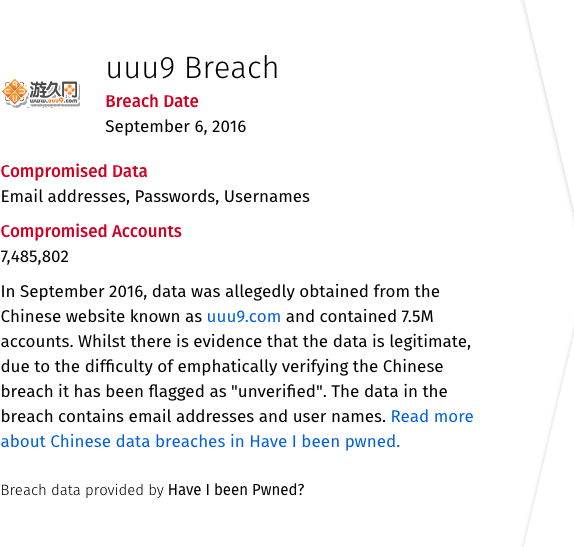 uuu9 Breach
游久网
www.uuu9.com
Breach Date
September 6, 2016
Compromised Data
Email addresses, Passwords, Usernames
Compromised Accounts
7,485,802
In September 2016, data was allegedly obtained from the
Chinese website known as uuu9.com and contained 7.5M
accounts. Whilst there is evidence that the data is legitimate,
due to the difficulty of emphatically verifying the Chinese
breach it has been flagged as "unverified". The data in the
breach contains email addresses and user names. Read more
about Chinese data breaches in Have I been pwned.
Breach data provided by Have I been Pwned?